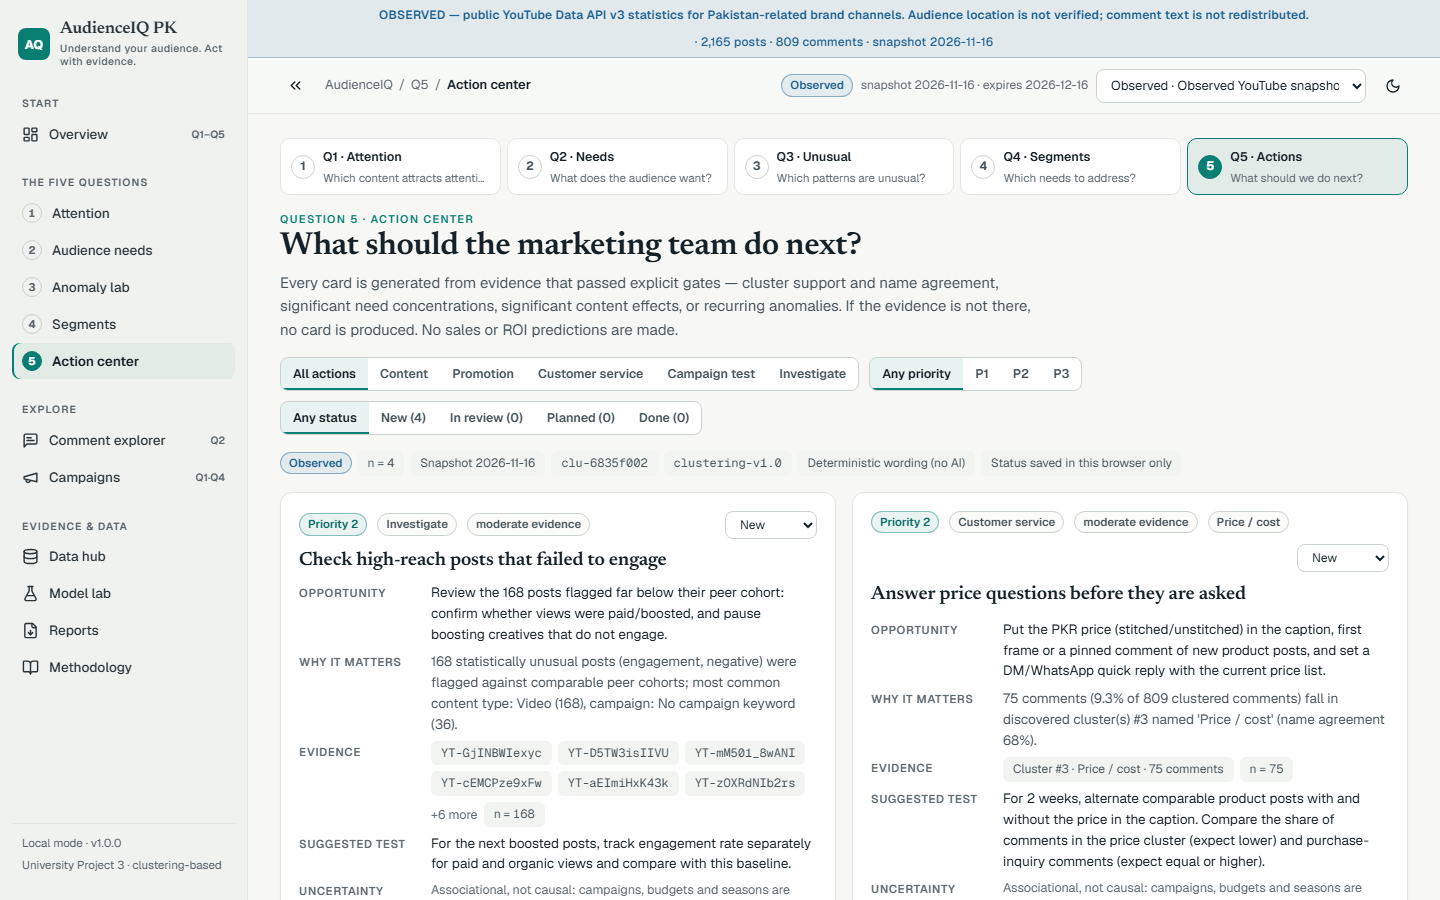 AQ
AudienceIQ PK
Understand your audience. Act
with evidence.
START
Overview Q1–Q5
THE FIVE QUESTIONS
1 Attention
2 Audience needs
3 Anomaly lab
4 Segments
5 Action center
EXPLORE
Comment explorer Q2
Campaigns Q1-Q4
EVIDENCE & DATA
Data hub
Model lab
Reports
Methodology
Local mode · v1.0.0
University Project 3 · clustering-based
OBSERVED — public YouTube Data API v3 statistics for Pakistan-related brand channels. Audience location is not verified; comment text is not redistributed.
· 2,165 posts · 809 comments · snapshot 2026-11-16
« AudienceIQ / Q5 / Action center
Observed snapshot 2026-11-16 · expires 2026-12-16 Observed · Observed YouTube snapsho
1 Q1 · Attention
Which content attracts attenti...
2 Q2 · Needs
What does the audience want?
3 Q3 · Unusual
Which patterns are unusual?
4 Q4 · Segments
Which needs to address?
5 Q5 · Actions
What should we do next?
QUESTION 5 · ACTION CENTER
What should the marketing team do next?
Every card is generated from evidence that passed explicit gates — cluster support and name agreement,
significant need concentrations, significant content effects, or recurring anomalies. If the evidence is not there,
no card is produced. No sales or ROI predictions are made.
All actions Content Promotion Customer service Campaign test Investigate Any priority P1 P2 P3
Any status New (4) In review (0) Planned (0) Done (0)
Observed n = 4 Snapshot 2026-11-16 clu-6835f002 clustering-v1.0 Deterministic wording (no AI) Status saved in this browser only
Priority 2 Investigate moderate evidence New
Check high-reach posts that failed to engage
OPPORTUNITY Review the 168 posts flagged far below their peer cohort:
confirm whether views were paid/boosted, and pause
boosting creatives that do not engage.
WHY IT MATTERS 168 statistically unusual posts (engagement, negative) were
flagged against comparable peer cohorts; most common
content type: Video (168), campaign: No campaign keyword
(36).
EVIDENCE YT-GjINBWIexyc YT-D5TW3isIIVU YT-mM501_8wANI
YT-cEMCPze9xFw YT-aEImiHxK43k YT-zOXRdNIb2rs
+6 more n = 168
SUGGESTED TEST For the next boosted posts, track engagement rate separately
for paid and organic views and compare with this baseline.
UNCERTAINTY Associational, not causal: campaigns, budgets and seasons are
Priority 2 Customer service moderate evidence Price / cost
New
Answer price questions before they are asked
OPPORTUNITY Put the PKR price (stitched/unstitched) in the caption, first
frame or a pinned comment of new product posts, and set a
DM/WhatsApp quick reply with the current price list.
WHY IT MATTERS 75 comments (9.3% of 809 clustered comments) fall in
discovered cluster(s) #3 named 'Price / cost' (name agreement
68%).
EVIDENCE Cluster #3 · Price / cost · 75 comments n = 75
SUGGESTED TEST For 2 weeks, alternate comparable product posts with and
without the price in the caption. Compare the share of
comments in the price cluster (expect lower) and purchase-
inquiry comments (expect equal or higher).
UNCERTAINTY Associational, not causal: campaigns, budgets and seasons are